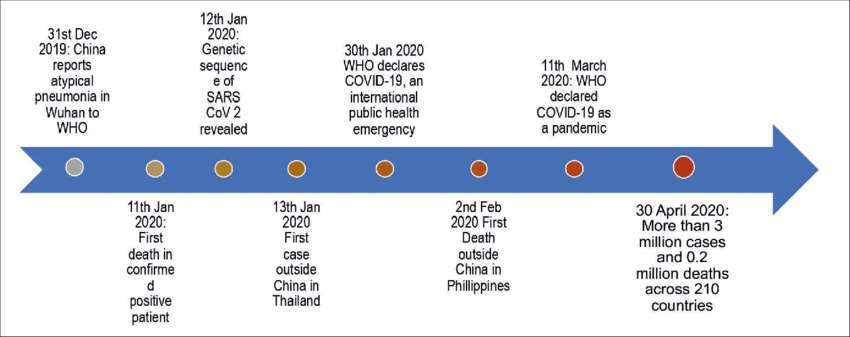 31st Dec
2019: China
reports
atypical
pneumonia in
Wuhan to
WHO
11th Jan
2020:
First
death in
confirme
d
positive
patient
12th Jan
2020:
Genetic
sequenc
e of
SARS
CoV 2
revealed
13th Jan
2020
First
case
outside
China in
Thailand
30th Jan 2020
WHO declares
COVID-19, an
international
public health
emergency
2nd Feb
2020 First
Death
outside
China in
Phillippines
11th  March
2020: WHO
declared
COVID-19 as
a pandemic
30 April 2020:
More than 3
million cases
and 0.2
million deaths
across 210
countries